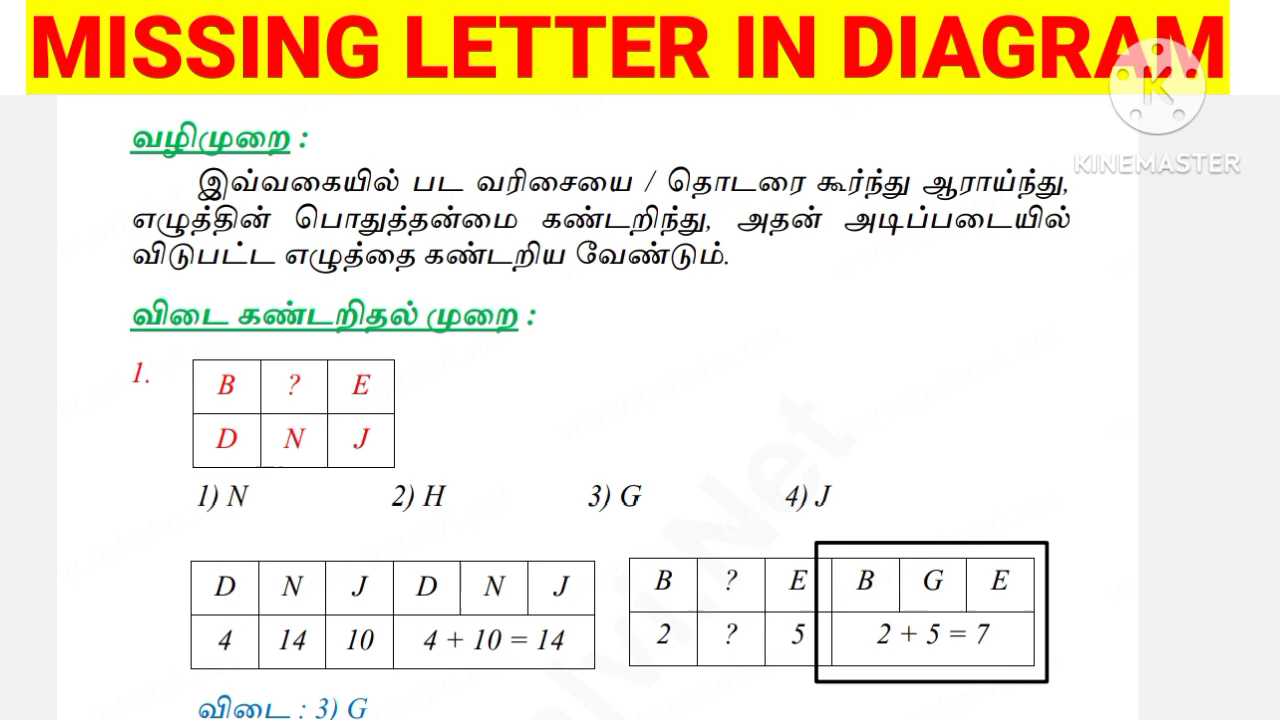 MISSING LETTER IN DIAGRAM
KINEMASTER
வழிமுறை :
இவ்வகையில் பட வரிசையை / தொடரை கூர்ந்து ஆராய்ந்து,
எழுத்தின் பொதுத்தன்மை கண்டறிந்து, அதன் அடிப்படையில்
விடுபட்ட எழுத்தை கண்டறிய வேண்டும்.
விடை கண்டறிதல் முறை :
1.
B ? E
D N J
1) N 2) H 3) G 4) J
D N J D N J B ? E B G E
4 14 10 4 + 10 = 14 2 ? 5 2 + 5 = 7
விடை : 3) G